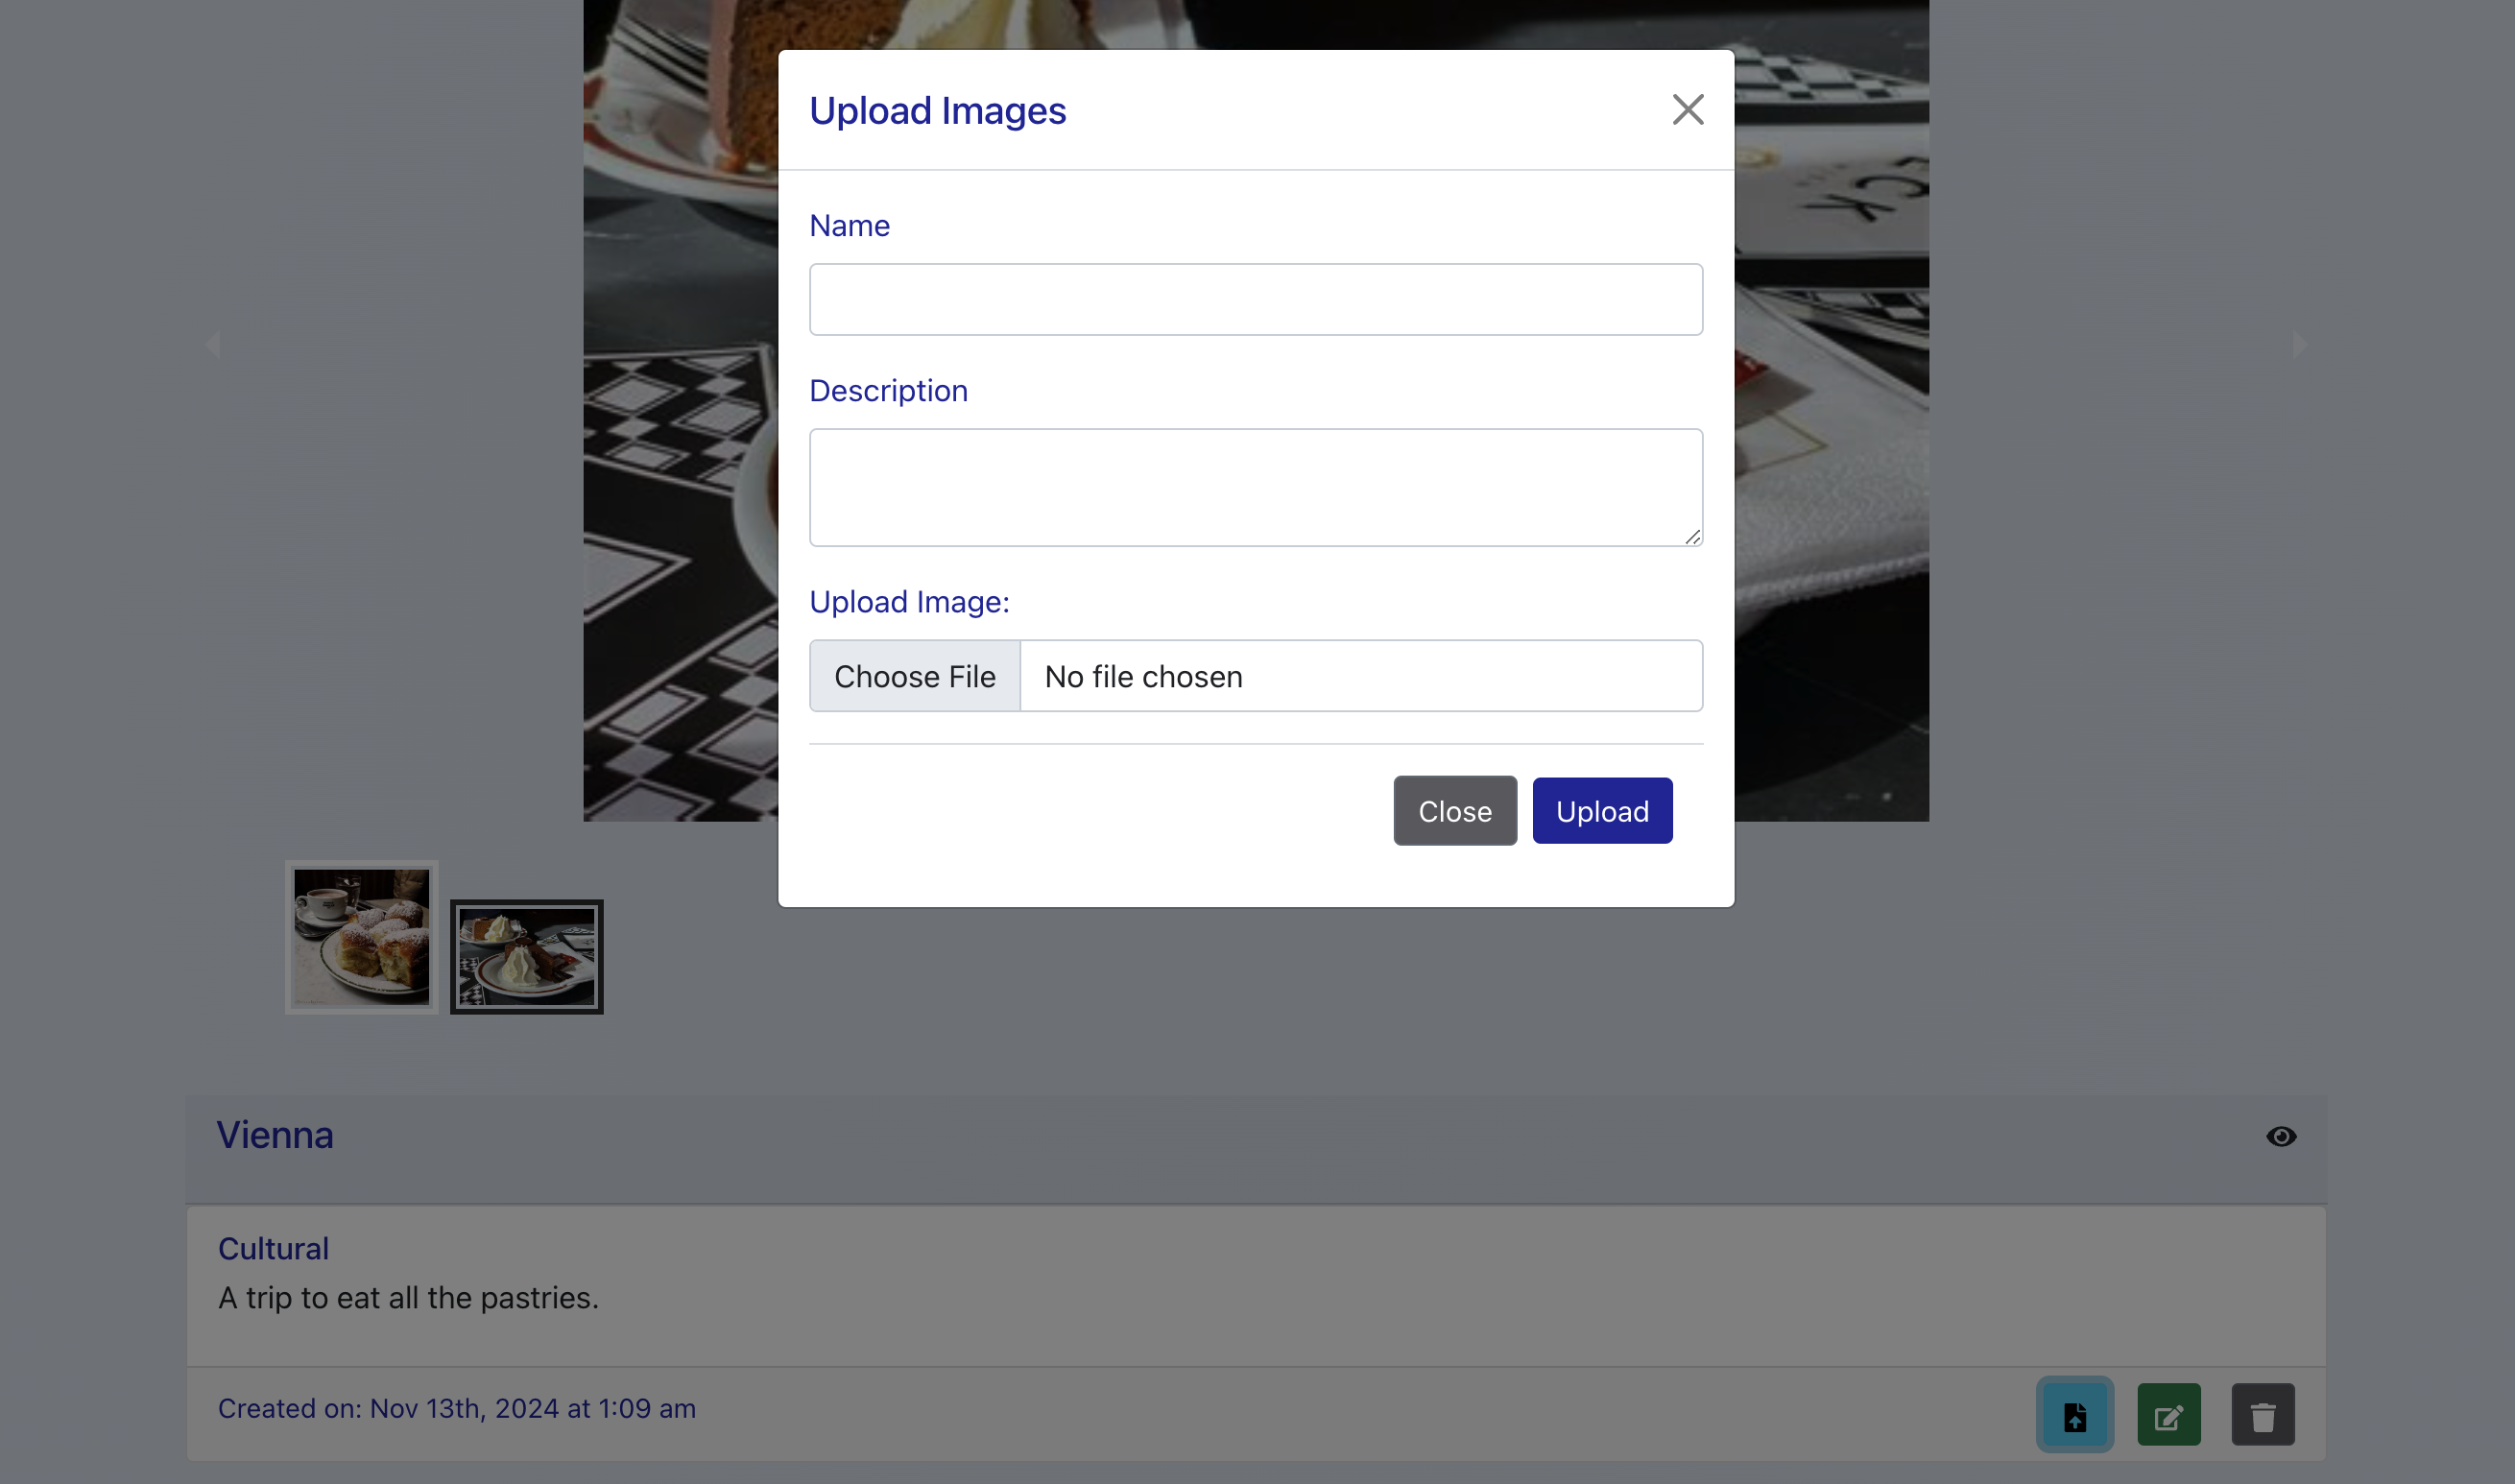 Upload Images
Name
Description
Upload Image:
Choose File No file chosen
Close Upload
Vienna
Cultural
A trip to eat all the pastries.
Created on: Nov 13th, 2024 at 1:09 am